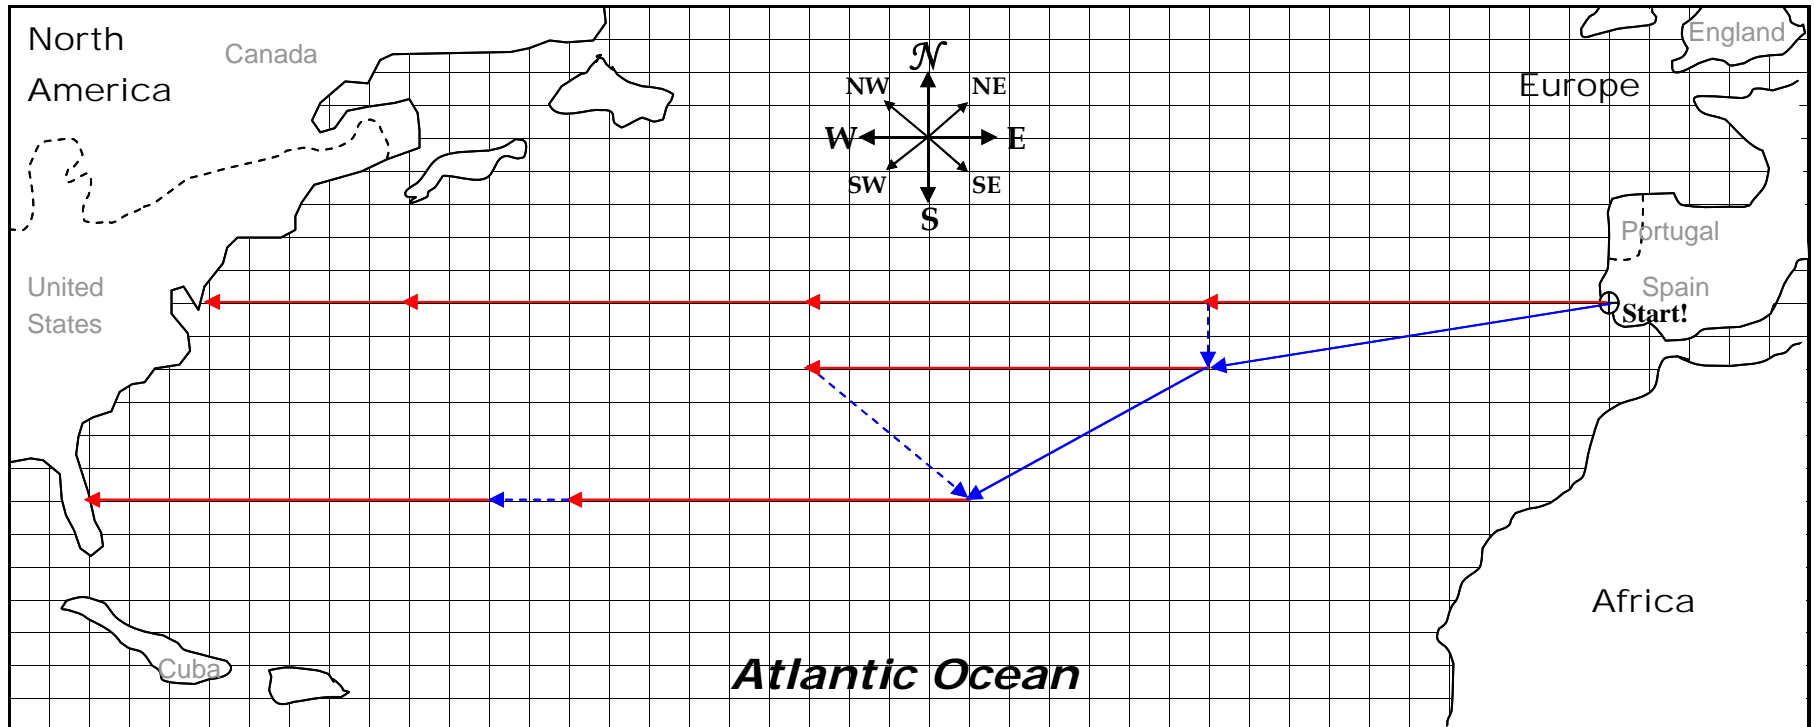 North
America
Canada
United
States
N
NW
NE
W
E
SW
SE
S
England
Europe
Portugal
Spain
Start!
Africa
Cuba
Atlantic Ocean